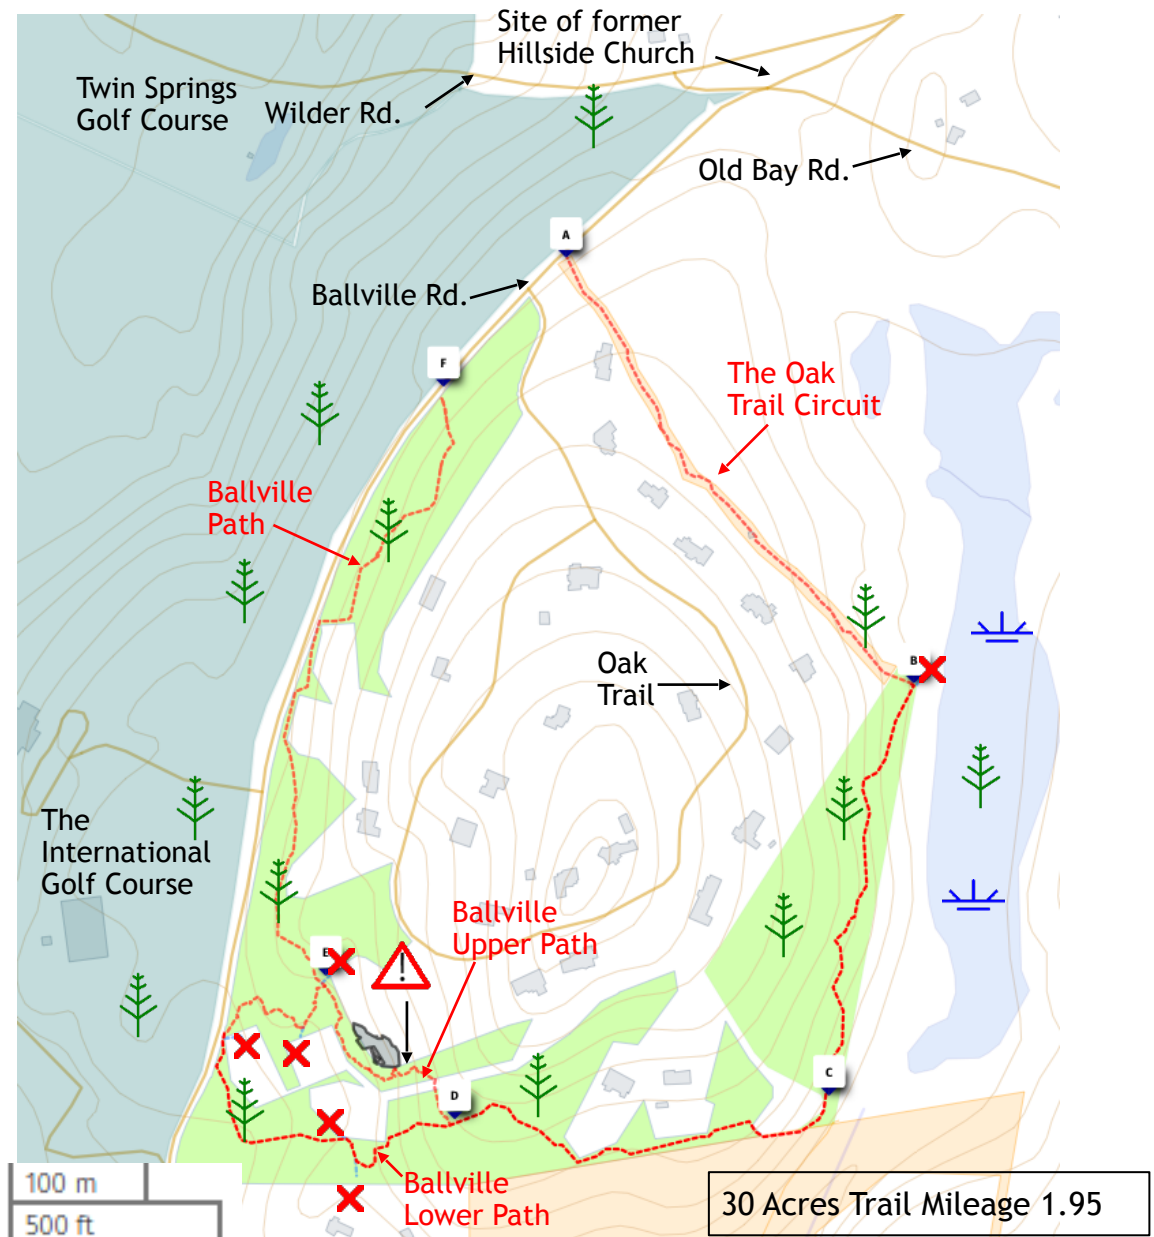 Site of former
Hillside Church
Twin Springs
Golf Course
Wilder Rd.
Old Bay Rd.
A
Ballville Rd.
F
The Oak
Trail Circuit
Ballville
Path
B
Oak
Trail
The
International
Golf Course
Ballville
Upper Path
E
!
C
D
Ballville
Lower Path
100 m
500 ft
30 Acres Trail Mileage 1.95